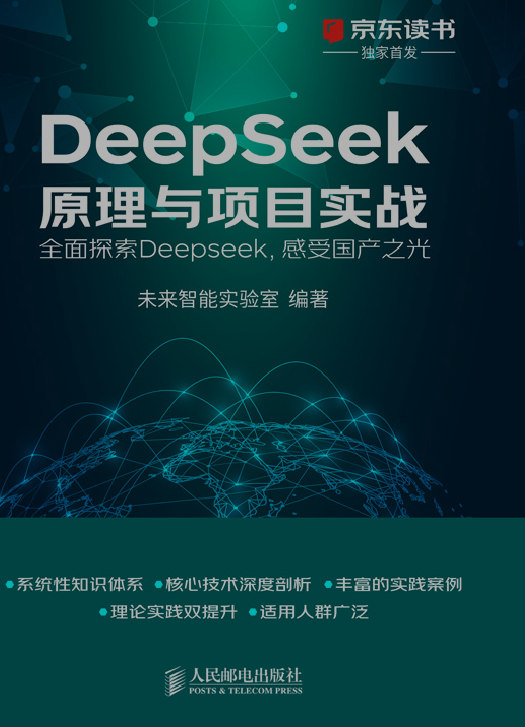 京东读书
独家首发
DeepSeek
原理与项目实战
全面探索Deepseek, 感受国产之光
未来智能实验室 编著
●系统性知识体系 ●核心技术深度剖析 ●丰富的实践案例
●理论实践双提升 ●适用人群广泛
人民邮电出版社
POSTS & TELECOM PRESS